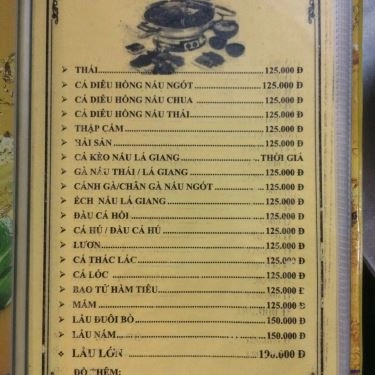 THÁI 125.000 Đ
CÁ DIÊU HỒNG NẤU NGÓT 125.000 Đ
CÁ DIÊU HỒNG NẤU CHUA 125.000 Đ
CÁ DIÊU HỒNG NẤU THÁI 125.000 Đ
THẬP CẨM 125.000 Đ
HẢI SẢN 125.000 Đ
CÁ KÈO NẤU LÁ GIANG THỜI GIÁ
GÀ NẤU THÁI / LÁ GIANG 125.000 Đ
CÁNH GÀ/CHÂN GÀ NẤU NGÓT 125.000 Đ
ẾCH NẤU LÁ GIANG 125.000 Đ
ĐẦU CÁ HỒI 125.000 Đ
CÁ HÚ / ĐẦU CÁ HÚ 125.000 Đ
LƯƠN 125.000 Đ
CÁ THÁC LÁC 125.000 Đ
CÁ LÓC 125.000 Đ
BAO TỬ HẦM TIÊU 125.000 Đ
MẮM 125.000 Đ
LẨU ĐUÔI BÒ 150.000 Đ
LẨU NẤM 150.000 Đ
LẨU LỚN 190.000 Đ
ĐỒ THÊM: